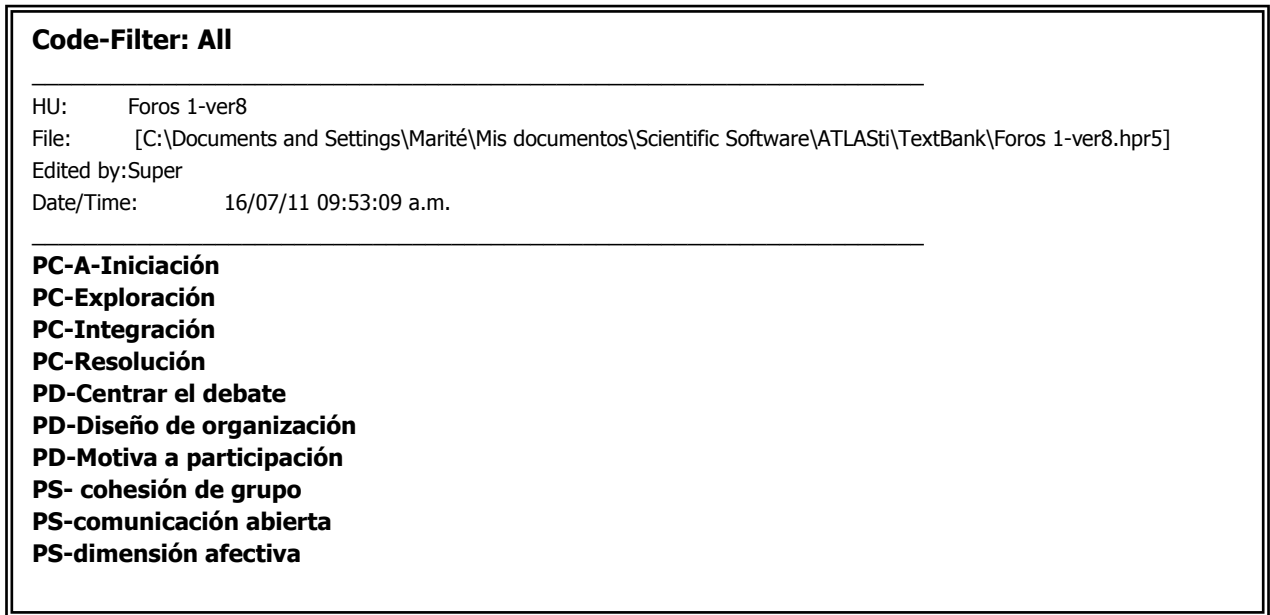 Code-Filter: All
HU: Foros 1-ver8
File: [C:\Documents and Settings\Marité\Mis documentos\Scientific Software\ATLASti\TextBank\Foros 1-ver8.hpr5]
Edited by:Super
Date/Time: 16/07/11 09:53:09 a.m.
PC-A-Iniciación
PC-Exploración
PC-Integración
PC-Resolución
PD-Centrar el debate
PD-Diseño de organización
PD-Motiva a participación
PS- cohesión de grupo
PS-comunicación abierta
PS-dimensión afectiva